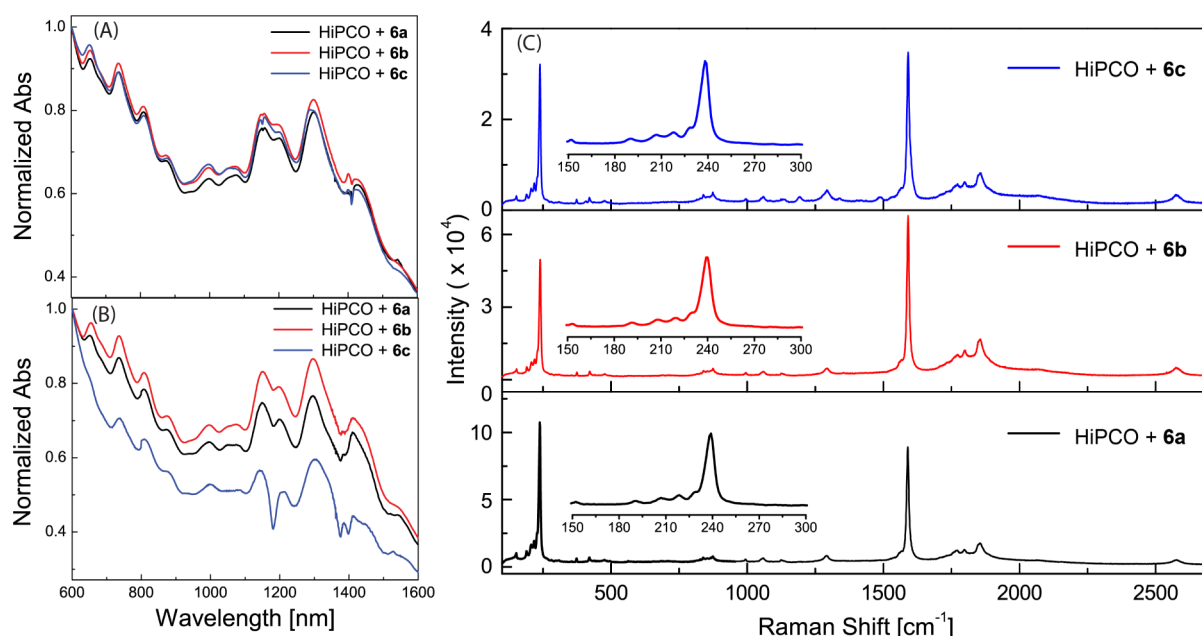 (A)
HiPCO + 6a
HiPCO + 6b
HiPCO + 6c
Normalized Abs
1.0
0.8
0.6
0.4
(B)
HiPCO + 6a
HiPCO + 6b
HiPCO + 6c
Normalized Abs
1.0
0.8
0.6
0.4
600 800 1000 1200 1400 1600
Wavelength [nm]
(C)
HiPCO + 6c
4
2
0
150 180 210 240 270 300
HiPCO + 6b
6
3
0
150 180 210 240 270 300
Intensity ( x 10⁴)
HiPCO + 6a
10
5
0
150 180 210 240 270 300
500 1000 1500 2000 2500
Raman Shift [cm⁻¹]